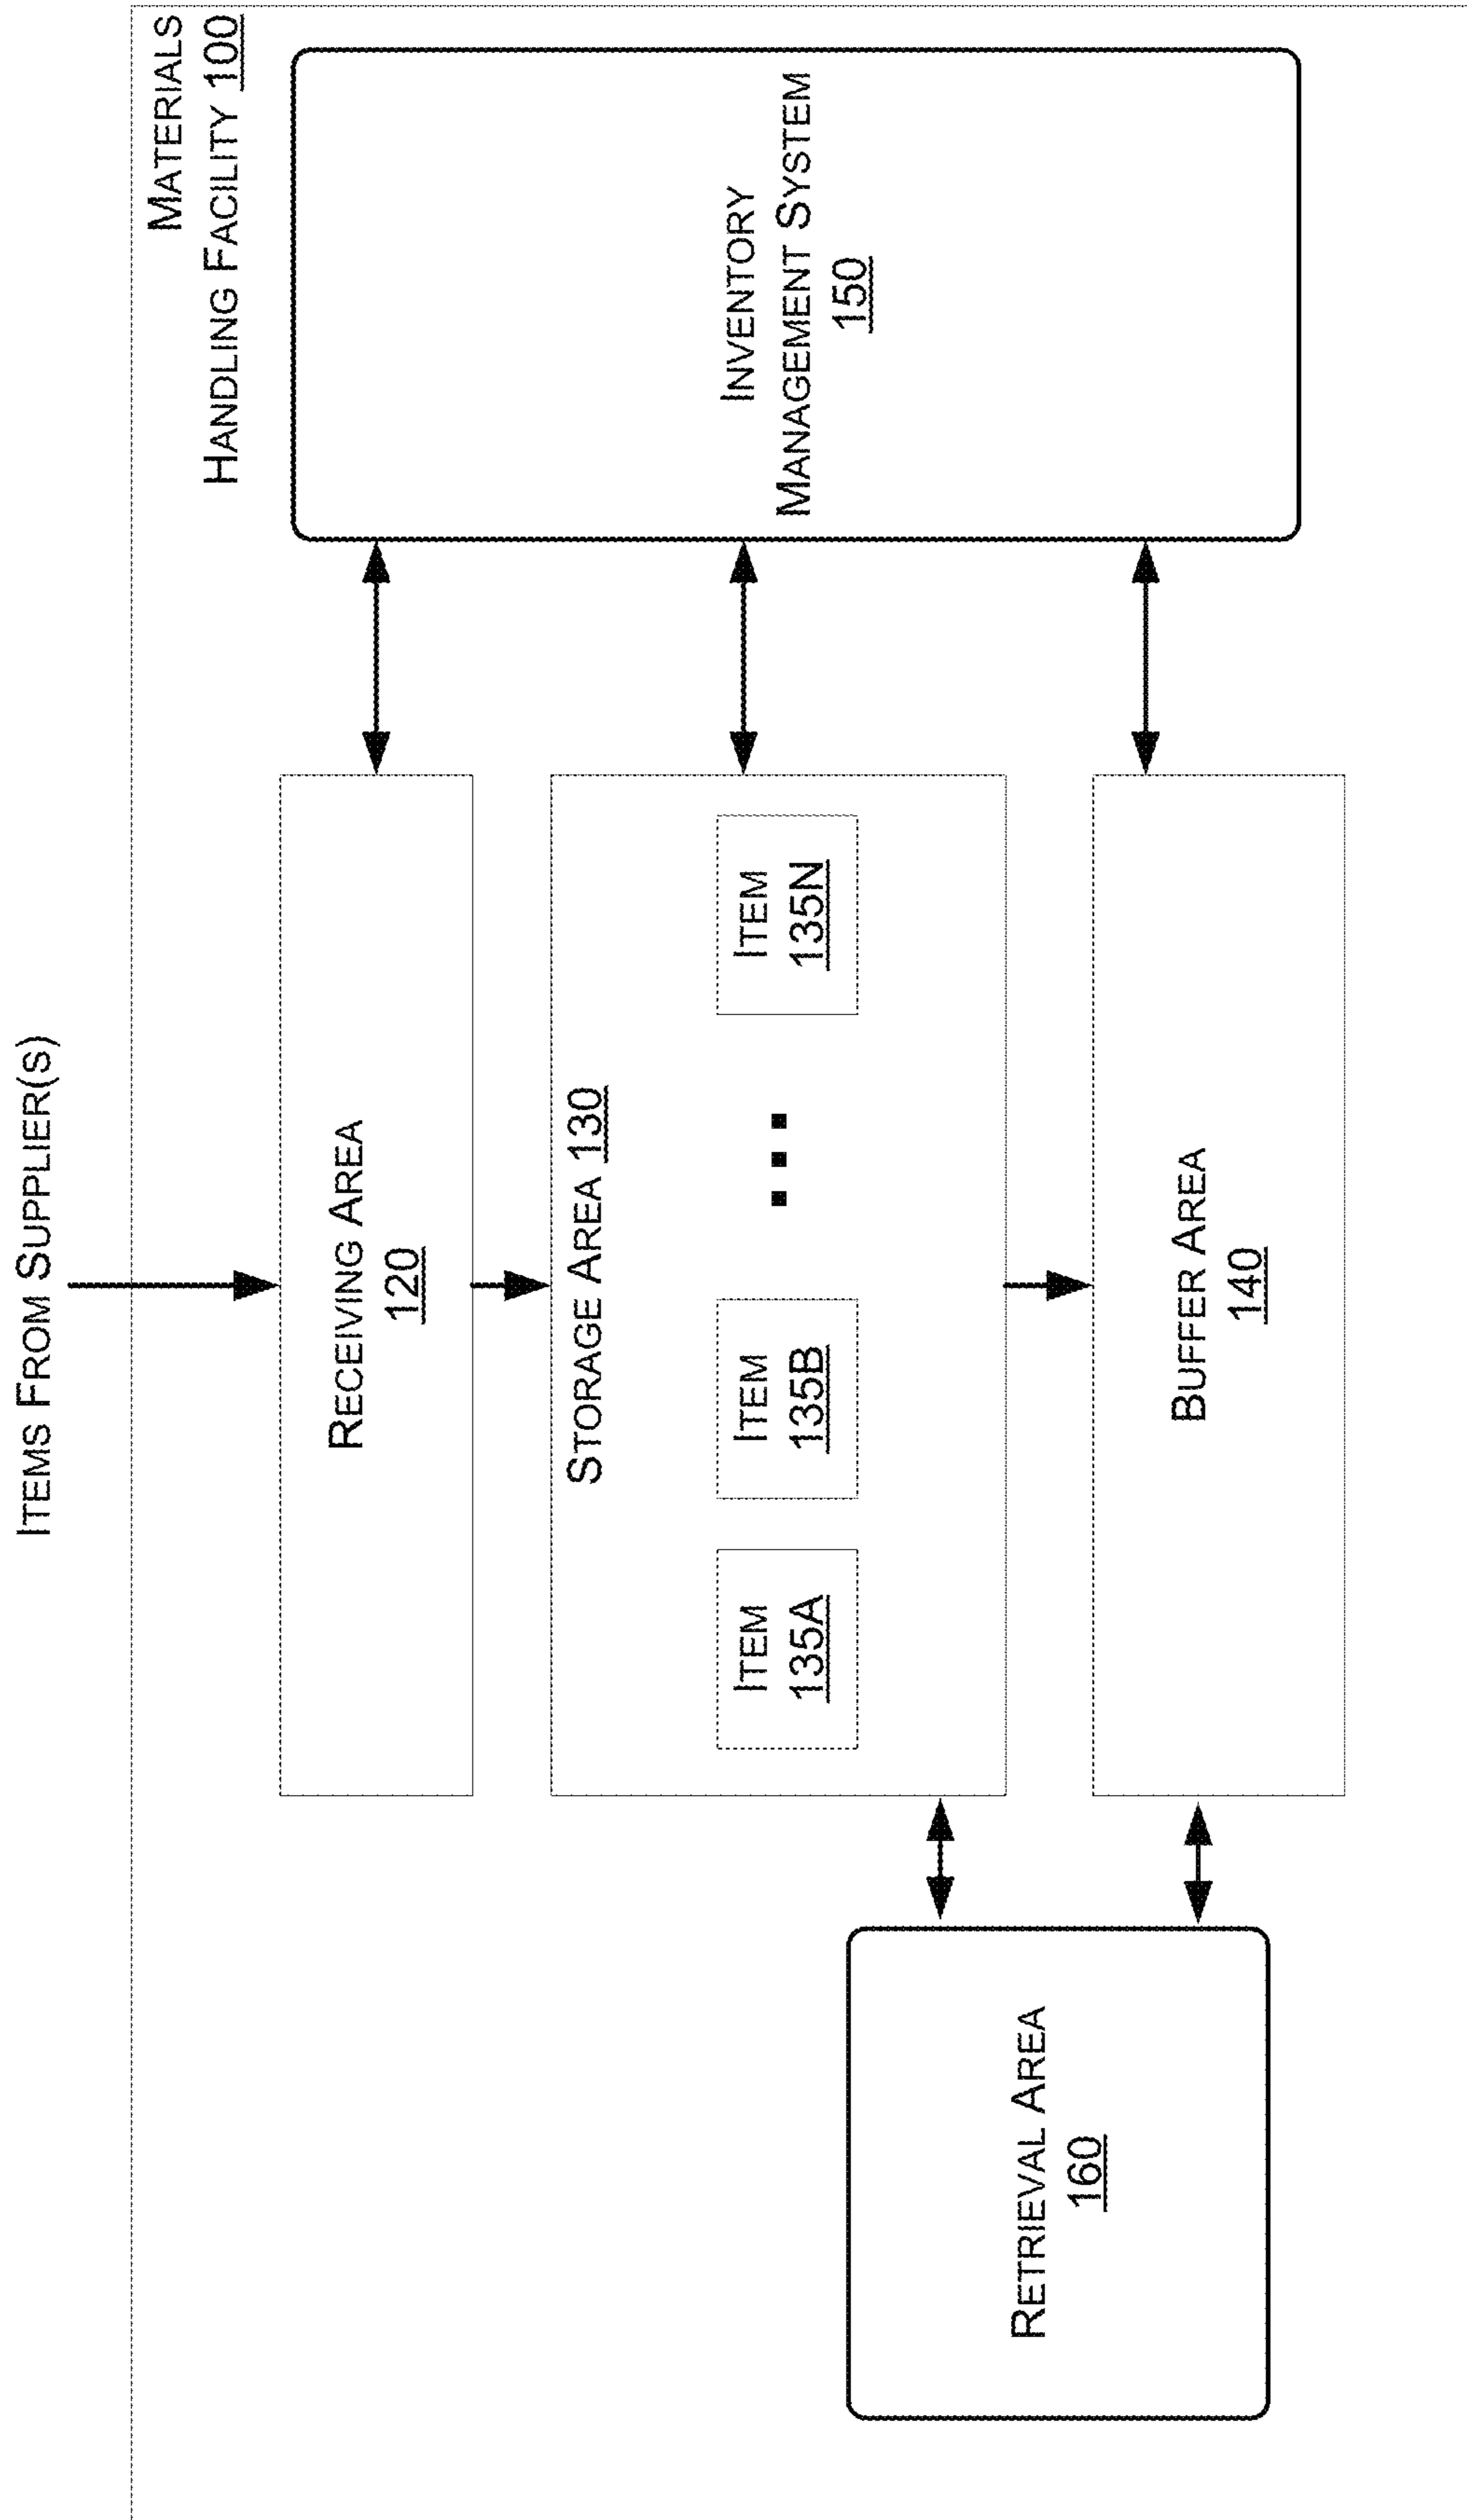 ITEMS FROM SUPPLIER(S)
MATERIALS
HANDLING FACILITY 100
RECEIVING AREA
120
STORAGE AREA 130
ITEM
135A
ITEM
135B
ITEM
135N
INVENTORY
MANAGEMENT SYSTEM
150
RETRIEVAL AREA
160
BUFFER AREA
140